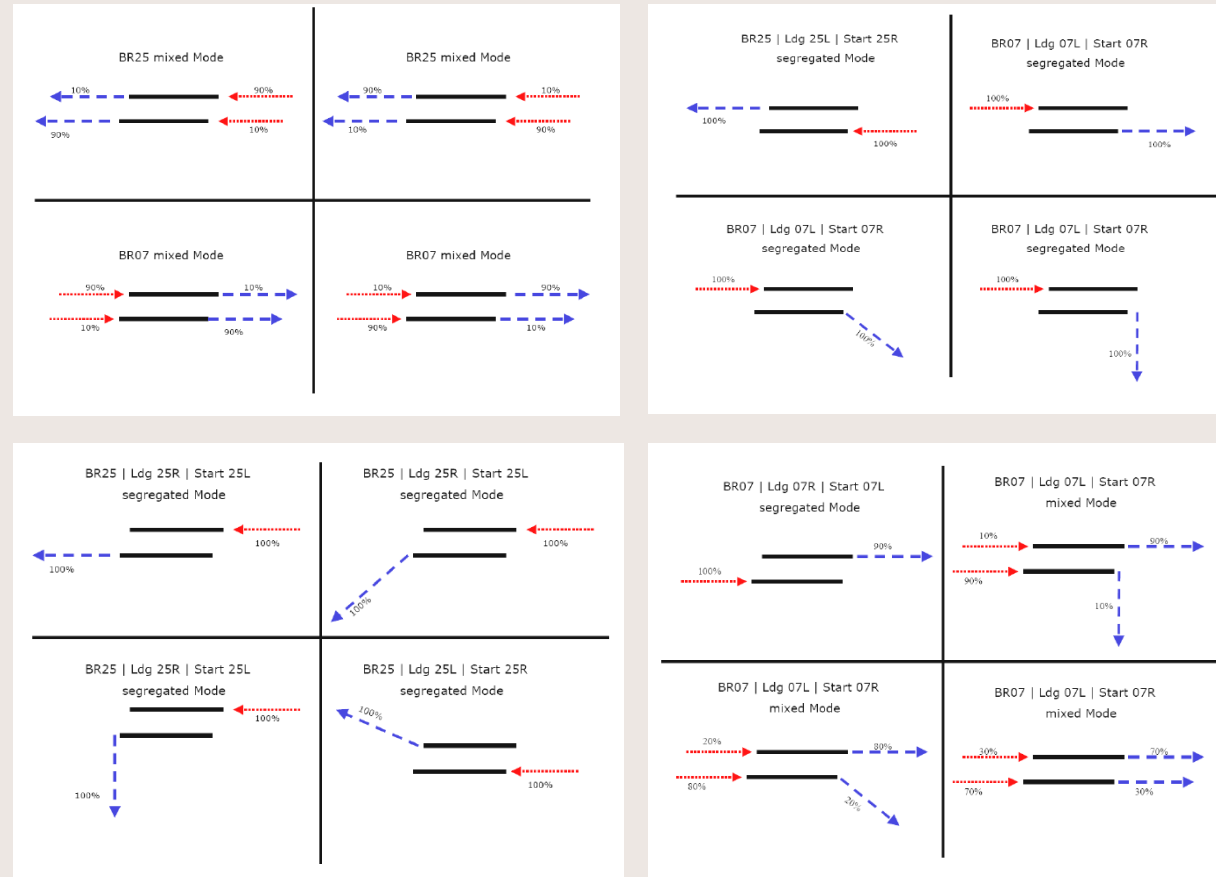 BR25 mixed Mode
10%
90%
90%
10%
BR25 mixed Mode
90%
10%
10%
90%
BR07 mixed Mode
90%
10%
10%
90%
BR07 mixed Mode
10%
90%
90%
10%
BR25 | Ldg 25L | Start 25R
segregated Mode
100%
100%
BR07 | Ldg 07L | Start 07R
segregated Mode
100%
100%
BR07 | Ldg 07L | Start 07R
segregated Mode
100%
100%
BR07 | Ldg 07L | Start 07R
segregated Mode
100%
100%
BR25 | Ldg 25R | Start 25L
segregated Mode
100%
100%
BR25 | Ldg 25R | Start 25L
segregated Mode
100%
100%
BR25 | Ldg 25R | Start 25L
segregated Mode
100%
100%
BR25 | Ldg 25L | Start 25R
segregated Mode
100%
100%
BR07 | Ldg 07R | Start 07L
segregated Mode
90%
100%
BR07 | Ldg 07L | Start 07R
mixed Mode
10%
90%
90%
10%
BR07 | Ldg 07L | Start 07R
mixed Mode
20%
80%
80%
20%
BR07 | Ldg 07L | Start 07R
mixed Mode
30%
70%
70%
30%